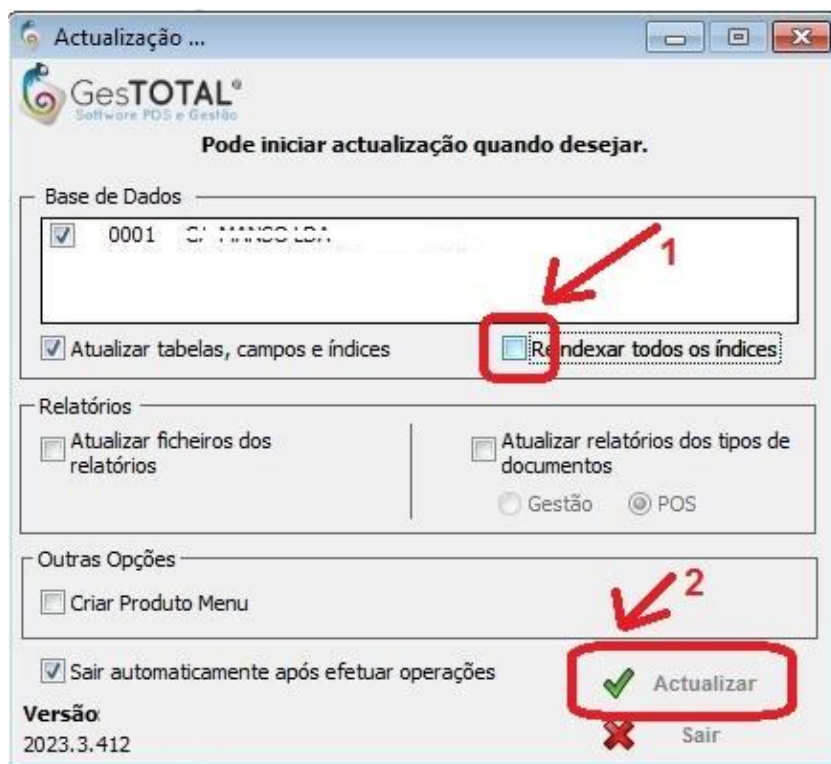 Actualização ...
GesTOTAL®
Software POS e Gestão
Pode iniciar actualização quando desejar.
Base de Dados
0001 MANSO LDA
1
Atualizar tabelas, campos e índices
Reindexar todos os índices
Relatórios
Atualizar ficheiros dos
relatórios
Atualizar relatórios dos tipos de
documentos
Gestão
POS
Outras Opções
Criar Produto Menu
2
Sair automaticamente após efetuar operações
Actualizar
Versão:
2023.3.412
Sair